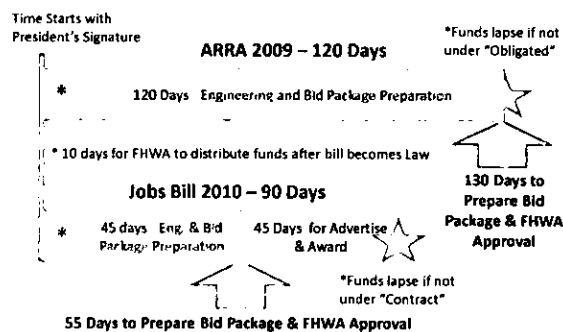 Time Starts with
President's Signature
ARRA 2009 – 120 Days
*Funds lapse if not
under "Obligated"
* 120 Days Engineering and Bid Package Preparation
* 10 days for FHWA to distribute funds after bill becomes Law
130 Days to
Prepare Bid
Package & FHWA
Approval
Jobs Bill 2010 – 90 Days
* 45 days Eng. & Bid
Package Preparation
45 Days for Advertise
& Award
*Funds lapse if not
under "Contract"
55 Days to Prepare Bid Package & FHWA Approval